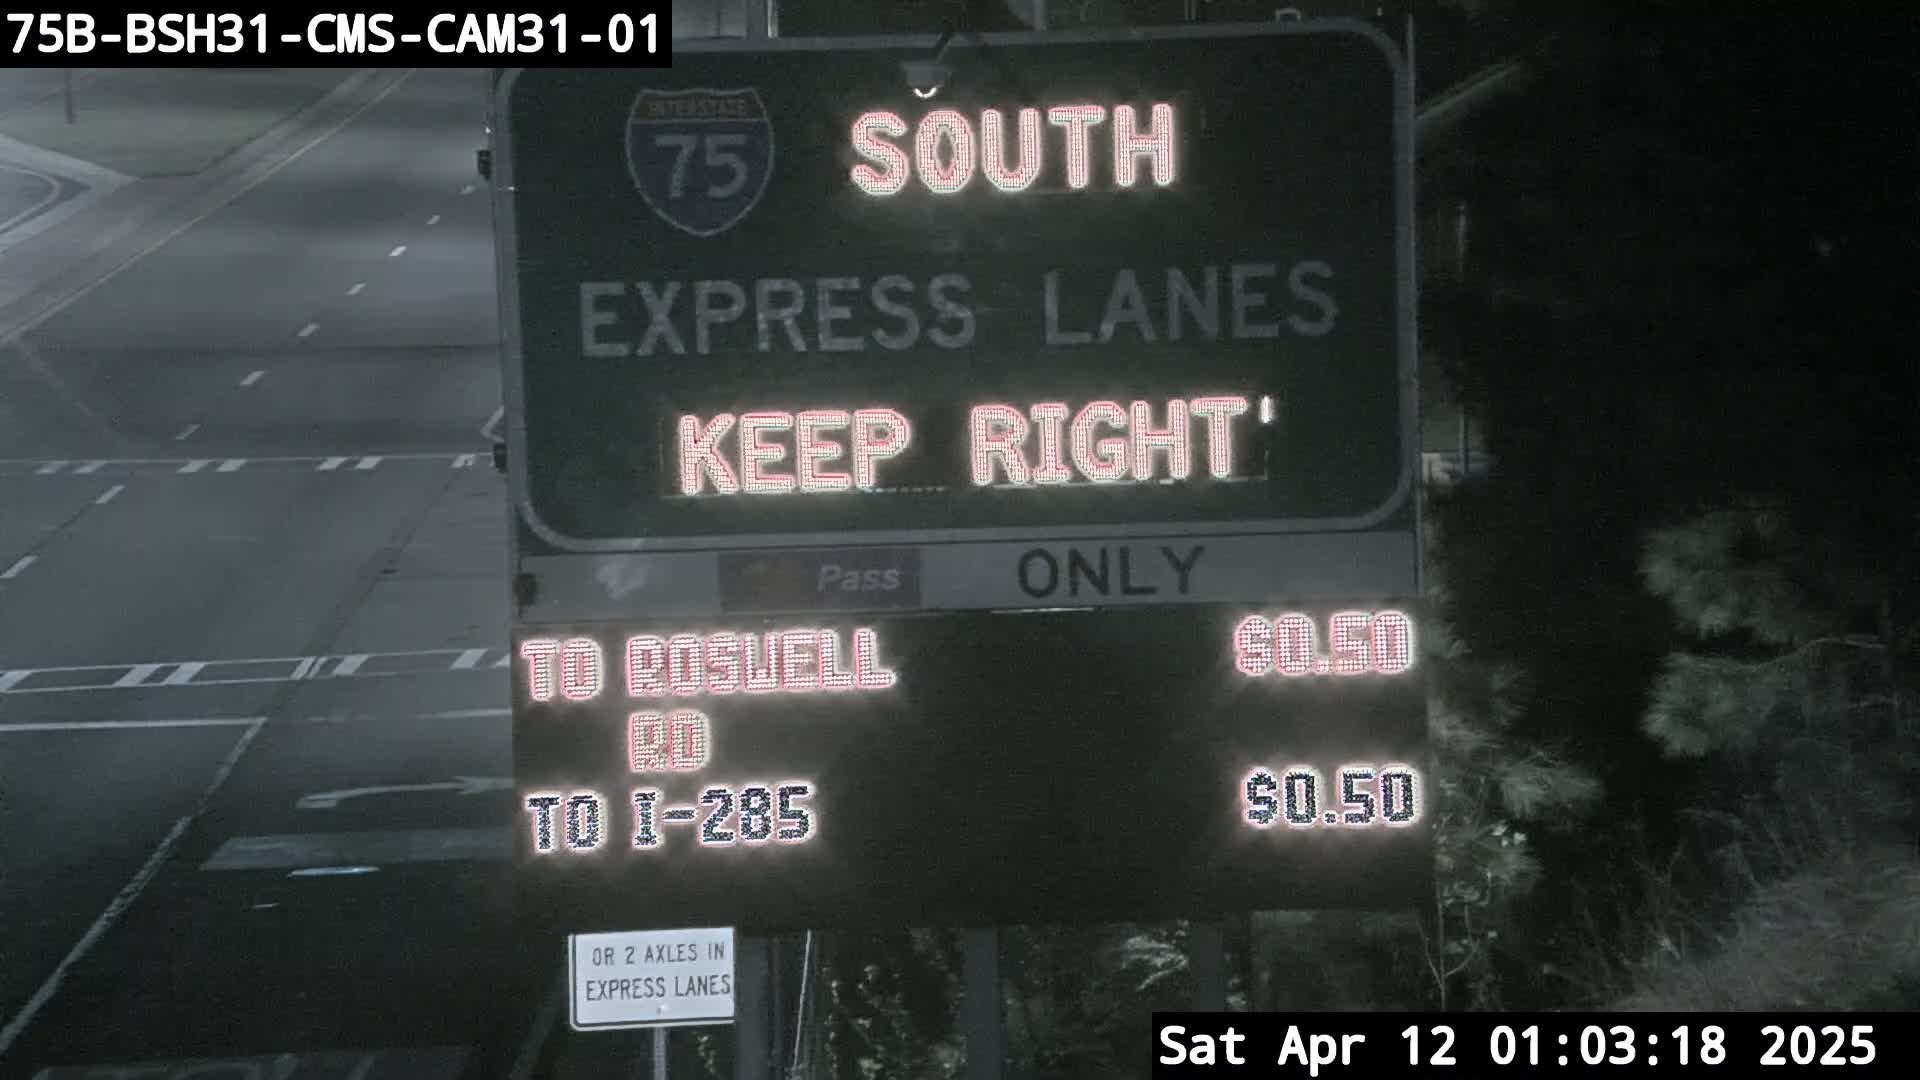 75B-BSH31-CMS-CAM31-01
INTERSTATE
75
SOUTH
EXPRESS LANES
KEEP RIGHT'
Pass ONLY
TO ROSWELL $0.50
RD
TO I-285 $0.50
OR 2 AXLES IN
EXPRESS LANES
Sat Apr 12 01:03:18 2025